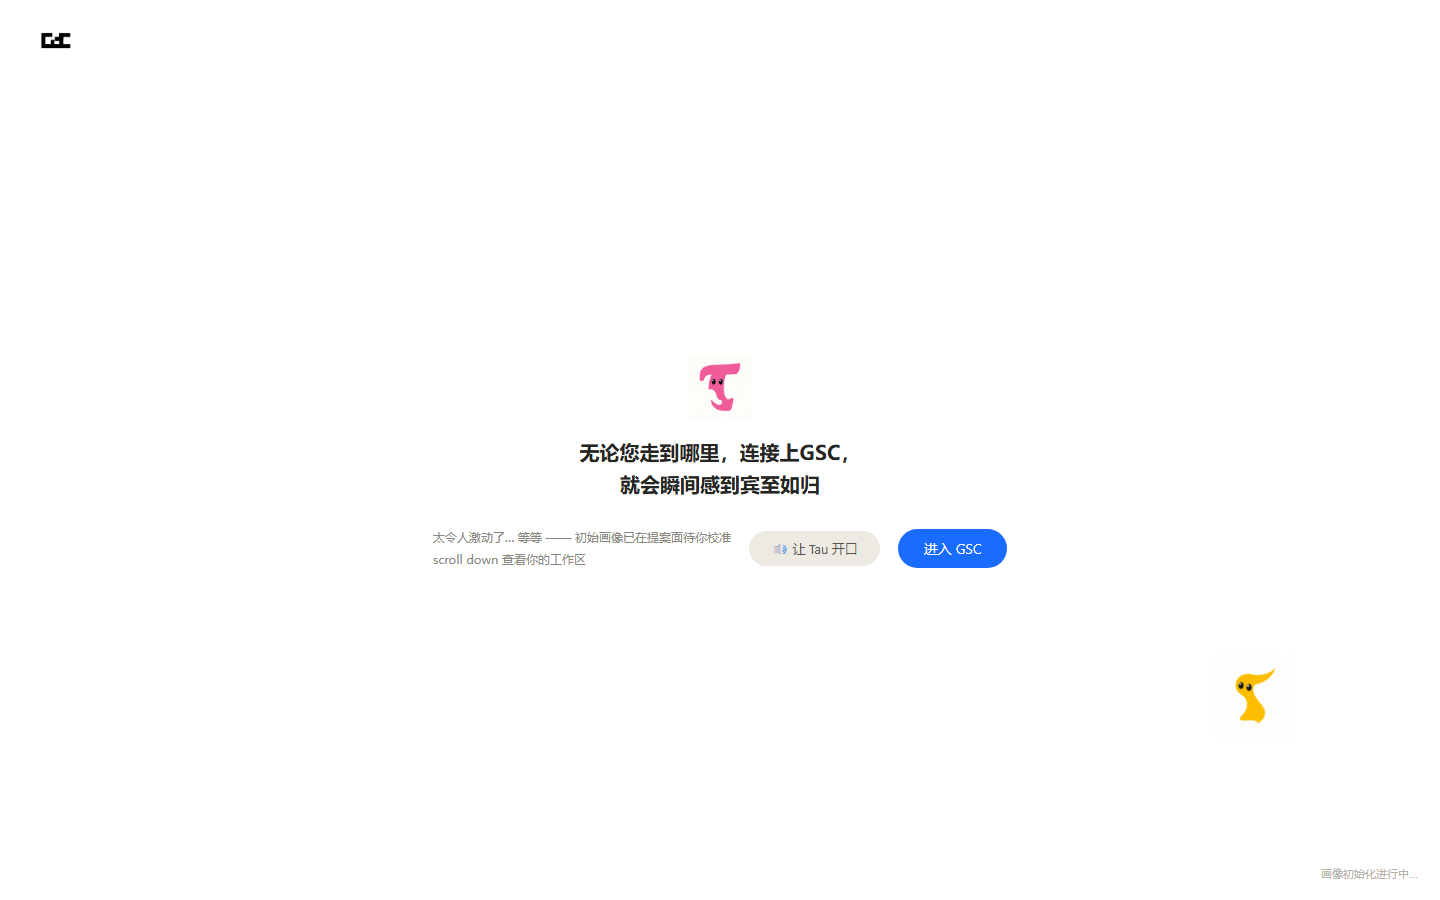 GSC
无论您走到哪里，连接上GSC，
就会瞬间感到宾至如归
太令人激动了... 等等 —— 初始画像已在提案面待你校准
scroll down 查看你的工作区
让 Tau 开口
进入 GSC
画像初始化进行中...